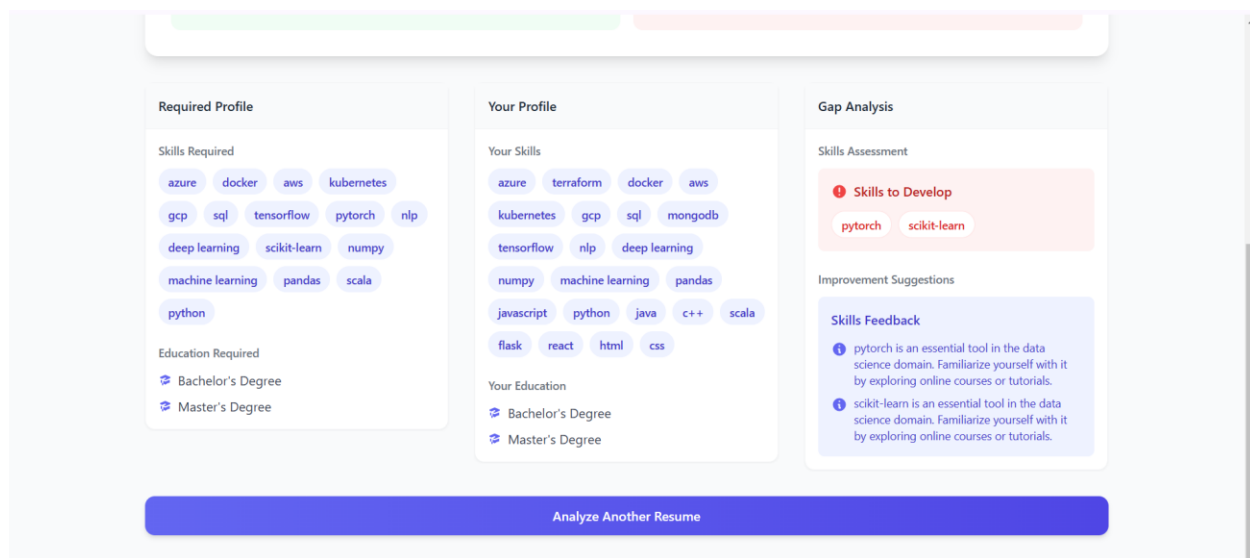 Required Profile
Skills Required
azure docker aws kubernetes
gcp sql tensorflow pytorch nlp
deep learning scikit-learn numpy
machine learning pandas scala
python
Education Required
Bachelor's Degree
Master's Degree
Your Profile
Your Skills
azure terraform docker aws
kubernetes gcp sql mongodb
tensorflow nlp deep learning
numpy machine learning pandas
javascript python java c++ scala
flask react html css
Your Education
Bachelor's Degree
Master's Degree
Gap Analysis
Skills Assessment
Skills to Develop
pytorch scikit-learn
Improvement Suggestions
Skills Feedback
pytorch is an essential tool in the data
science domain. Familiarize yourself with it
by exploring online courses or tutorials.
scikit-learn is an essential tool in the data
science domain. Familiarize yourself with it
by exploring online courses or tutorials.
Analyze Another Resume